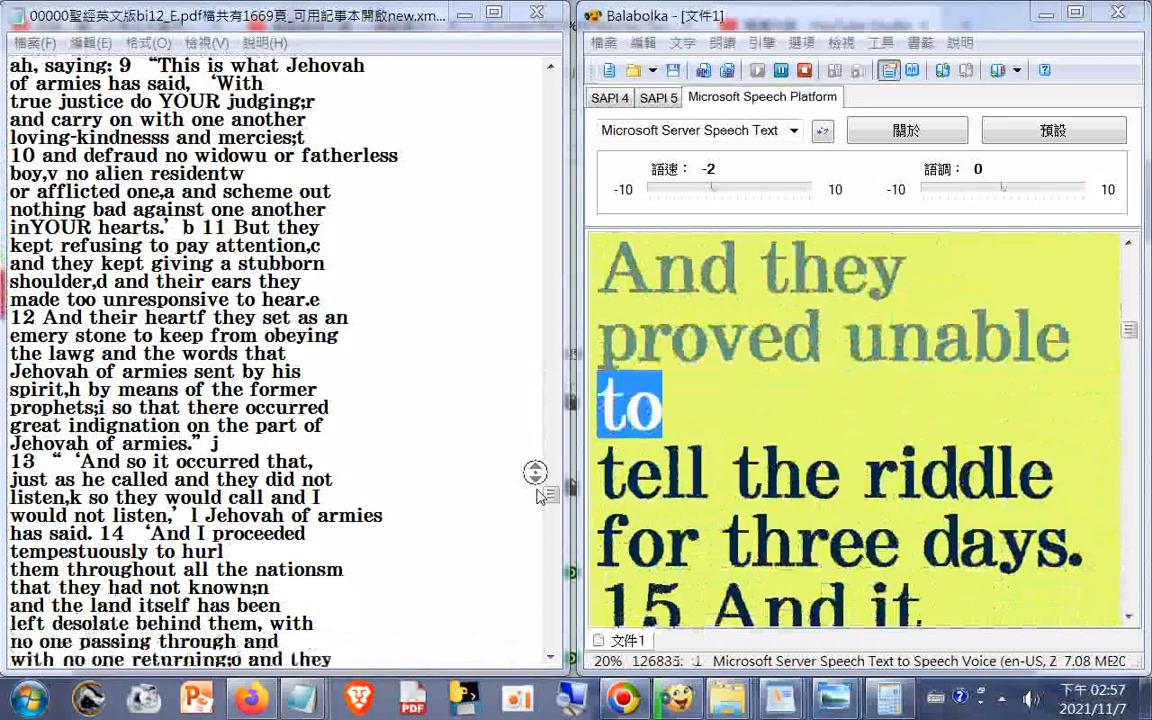 00000聖經英文版bi12_E.pdf檔共有1669頁_可用記事本開啟new.xm...
檔案(F) 編輯(E) 格式(O) 檢視(V) 說明(H)
ah, saying: 9 “This is what Jehovah
of armies has said, ‘With
true justice do YOUR judging;r
and carry on with one another
loving-kindnesss and mercies;t
10 and defraud no widowu or fatherless
boy,v no alien residentw
or afflicted one,a and scheme out
nothing bad against one another
inYOUR hearts.’ b 11 But they
kept refusing to pay attention,c
and they kept giving a stubborn
shoulder,d and their ears they
made too unresponsive to hear.e
12 And their heartf they set as an
emery stone to keep from obeying
the lawg and the words that
Jehovah of armies sent by his
spirit,h by means of the former
prophets;i so that there occurred
great indignation on the part of
Jehovah of armies.” j
13 “ ‘And so it occurred that,
just as he called and they did not
listen,k so they would call and I
would not listen,’ l Jehovah of armies
has said. 14 ‘And I proceeded
tempestuously to hurl
them throughout all the nationsm
that they had not known;n
and the land itself has been
left desolate behind them, with
no one passing through and
with no one returning;o and they
Balabolka - [文件1]
檔案 編輯 文字 朗讀 引擎 選項 檢視 工具 書籤 說明
SAPI 4 SAPI 5 Microsoft Speech Platform
Microsoft Server Speech Text 關於 預設
語速： -2 語調： 0
-10 10 -10 10
And they
proved unable
to
tell the riddle
for three days.
15 And it
文件1
20% 126835: 1 Microsoft Server Speech Text to Speech Voice (en-US, Z 7.08 ME
下午 02:57
2021/11/7